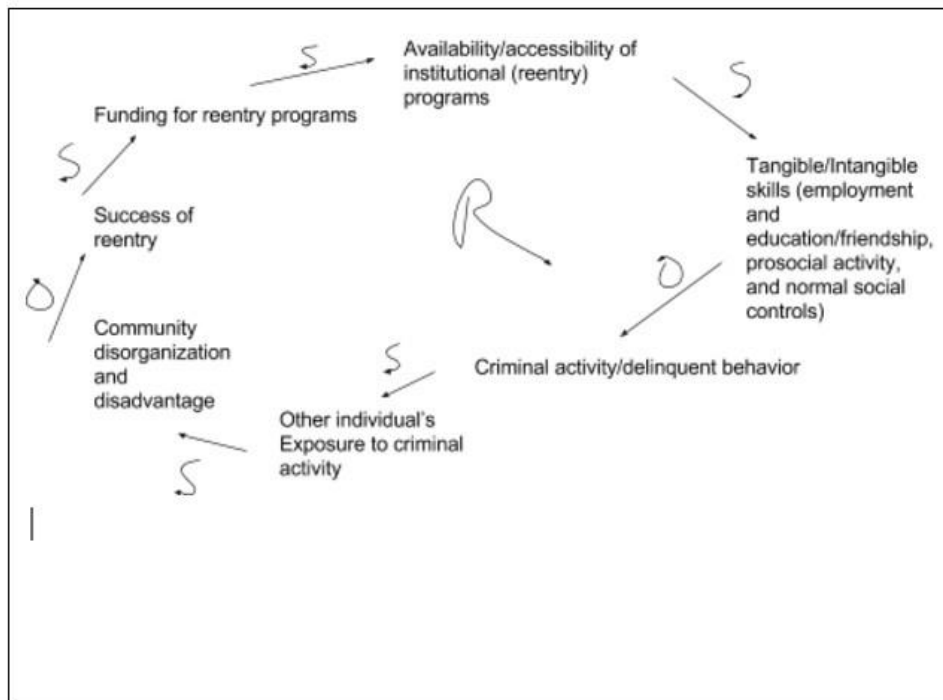 S
Availability/accessibility of
institutional (reentry)
programs
S
Funding for reentry programs
S
Tangible/Intangible
skills (employment
and
education/friendship,
prosocial activity,
and normal social
controls)
R
Success of
reentry
O
O
Community
disorganization
and
disadvantage
S
Criminal activity/delinquent behavior
Other individual's
Exposure to criminal
activity
S